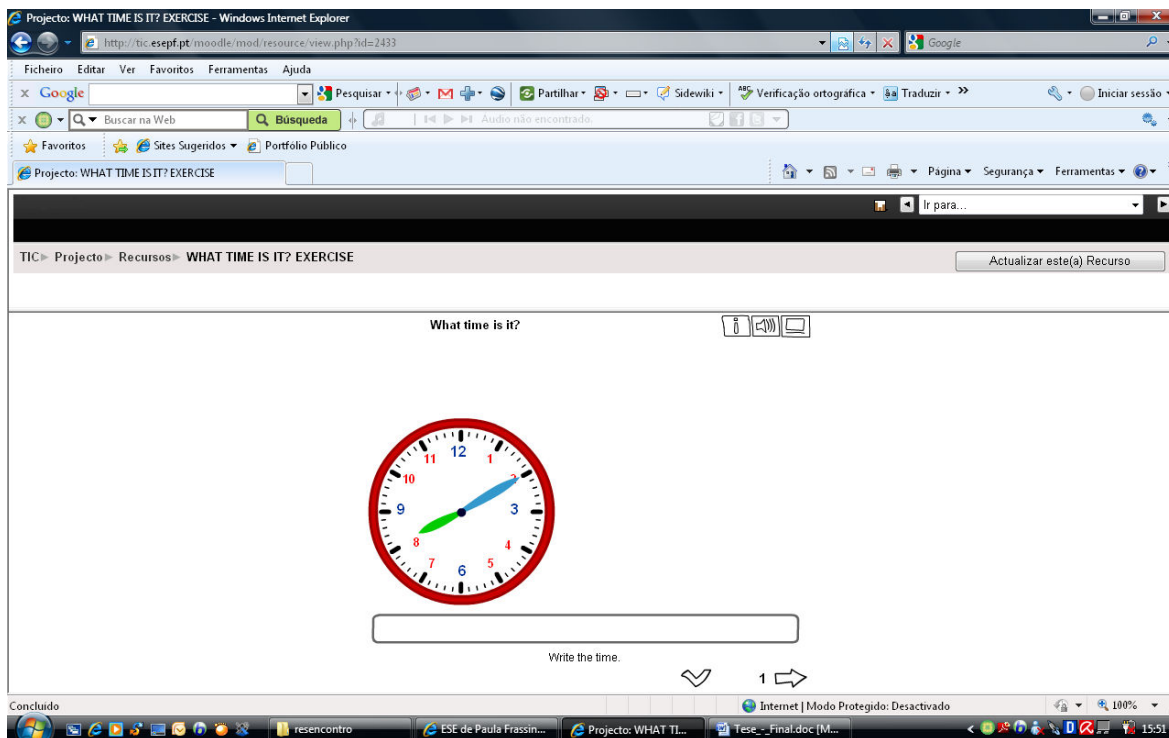 Projecto: WHAT TIME IS IT? EXERCISE - Windows Internet Explorer
http://tic.esepf.pt/moodle/mod/resource/view.php?id=2433
Google
Ficheiro Editar Ver Favoritos Ferramentas Ajuda
x Google Pesquisar Partilhar Sidewiki ABC Verificação ortográfica Traduzir Iniciar sessão
x Buscar na Web Búsqueda Audio não encontrado.
Favoritos Sites Sugeridos Portfólio Público
Projecto: WHAT TIME IS IT? EXERCISE Página Segurança Ferramentas
Ir para...
TIC Projecto Recursos WHAT TIME IS IT? EXERCISE Actualizar este(a) Recurso
What time is it?
12
11 1
10 2
9 3
8 4
7 5
6
Write the time.
1
Concluído Internet | Modo Protegido: Desactivado 100%
resencontro ESE de Paula Frassin... Projecto: WHAT TI... Tese_-_Final.doc [M... 15:51